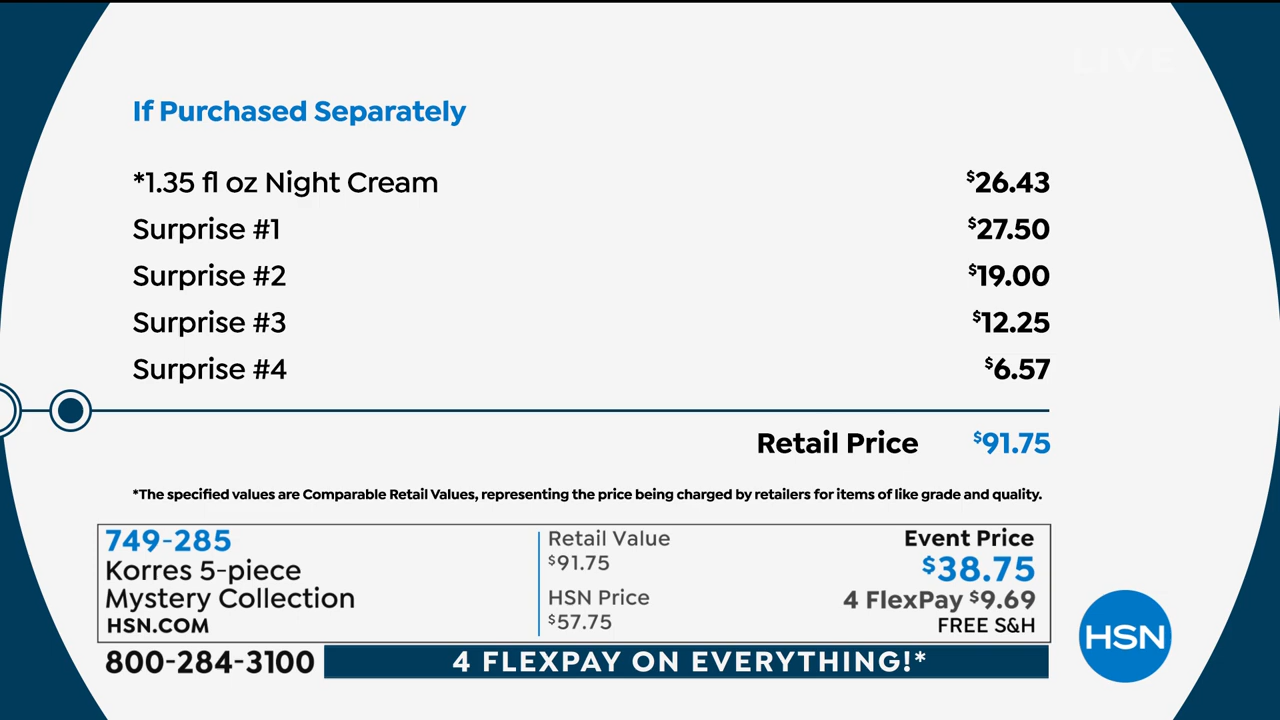 LIVE
If Purchased Separately
*1.35 fl oz Night Cream $26.43
Surprise #1 $27.50
Surprise #2 $19.00
Surprise #3 $12.25
Surprise #4 $6.57
Retail Price $91.75
*The specified values are Comparable Retail Values, representing the price being charged by retailers for items of like grade and quality.
749-285
Korres 5-piece
Mystery Collection
HSN.COM
Retail Value
$91.75
HSN Price
$57.75
Event Price
$38.75
4 FlexPay $9.69
FREE S&H
HSN
800-284-3100
4 FLEXPAY ON EVERYTHING!*